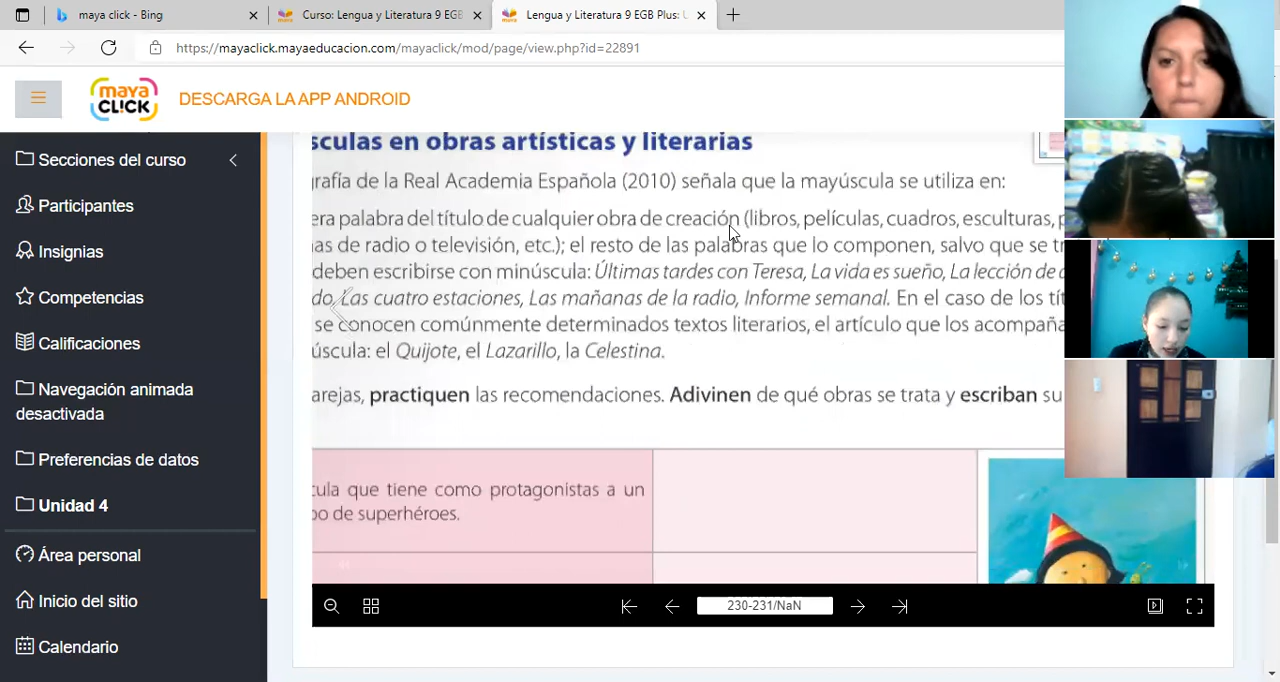 maya click - Bing
Curso: Lengua y Literatura 9 EGB
Lengua y Literatura 9 EGB Plus: U
https://mayaclick.mayaeducacion.com/mayaclick/mod/page/view.php?id=22891
maya
CLICK
DESCARGA LA APP ANDROID
Secciones del curso
Participantes
Insignias
Competencias
Calificaciones
Navegación animada
desactivada
Preferencias de datos
Unidad 4
Área personal
Inicio del sitio
Calendario
sculas en obras artísticas y literarias
grafía de la Real Academia Española (2010) señala que la mayúscula se utiliza en:
era palabra del título de cualquier obra de creación (libros, películas, cuadros, esculturas, p
nas de radio o televisión, etc.); el resto de las palabras que lo componen, salvo que se tr
deben escribirse con minúscula: Últimas tardes con Teresa, La vida es sueño, La lección de a
do, Las cuatro estaciones, Las mañanas de la radio, Informe semanal. En el caso de los tít
se conocen comúnmente determinados textos literarios, el artículo que los acompaña
úscula: el Quijote, el Lazarillo, la Celestina.
arejas, practiquen las recomendaciones. Adivinen de qué obras se trata y escriban su
cula que tiene como protagonistas a un
po de superhéroes.
230-231/NaN